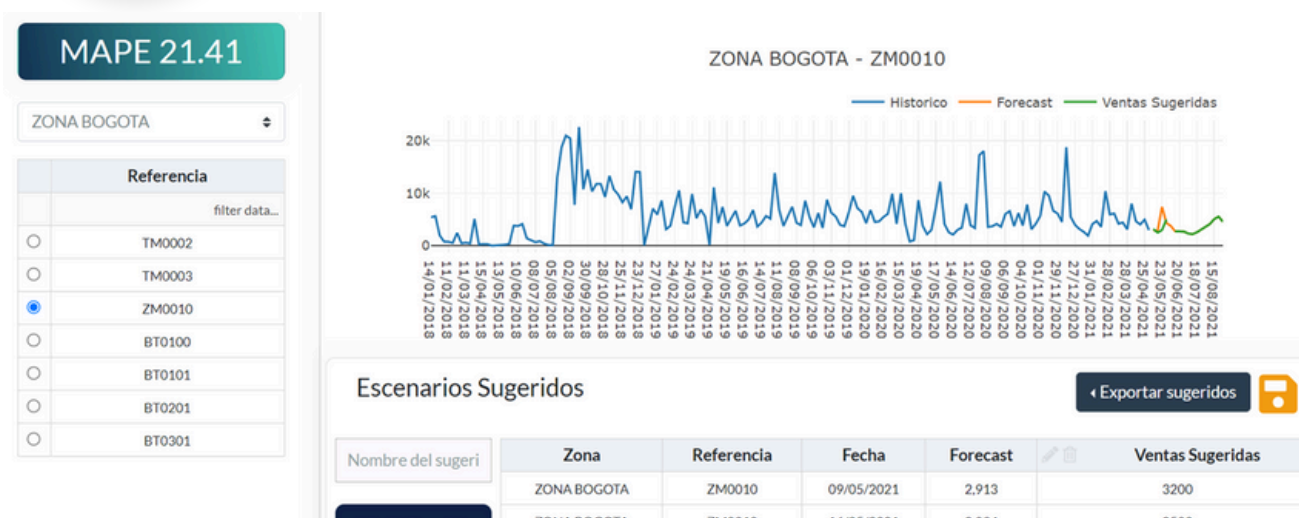 MAPE 21.41
ZONA BOGOTA
Referencia
filter data...
TM0002
TM0003
ZM0010
BT0100
BT0101
BT0201
BT0301
ZONA BOGOTA - ZM0010
Historico Forecast Ventas Sugeridas
20k
10k
0
14/01/2018
11/02/2018
11/03/2018
15/04/2018
13/05/2018
10/06/2018
08/07/2018
05/08/2018
02/09/2018
30/09/2018
28/10/2018
25/11/2018
23/12/2018
27/01/2019
24/02/2019
24/03/2019
21/04/2019
19/05/2019
16/06/2019
14/07/2019
11/08/2019
08/09/2019
06/10/2019
03/11/2019
01/12/2019
19/01/2020
16/02/2020
15/03/2020
19/04/2020
17/05/2020
14/06/2020
12/07/2020
09/08/2020
06/09/2020
04/10/2020
01/11/2020
29/11/2020
27/12/2020
31/01/2021
28/02/2021
28/03/2021
25/04/2021
23/05/2021
20/06/2021
18/07/2021
15/08/2021
Escenarios Sugeridos
Exportar sugeridos
Nombre del sugeri
Zona Referencia Fecha Forecast Ventas Sugeridas
ZONA BOGOTA ZM0010 09/05/2021 2,913 3200